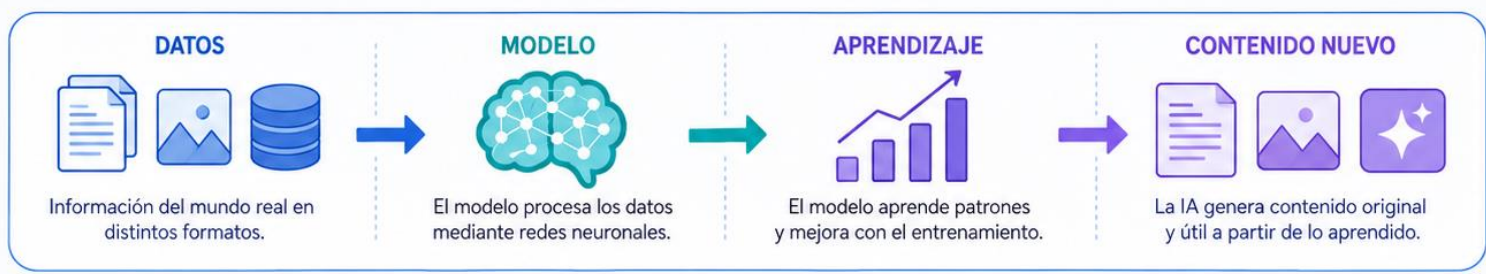 DATOS
Información del mundo real en
distintos formatos.
MODELO
El modelo procesa los datos
mediante redes neuronales.
APRENDIZAJE
El modelo aprende patrones
y mejora con el entrenamiento.
CONTENIDO NUEVO
La IA genera contenido original
y útil a partir de lo aprendido.